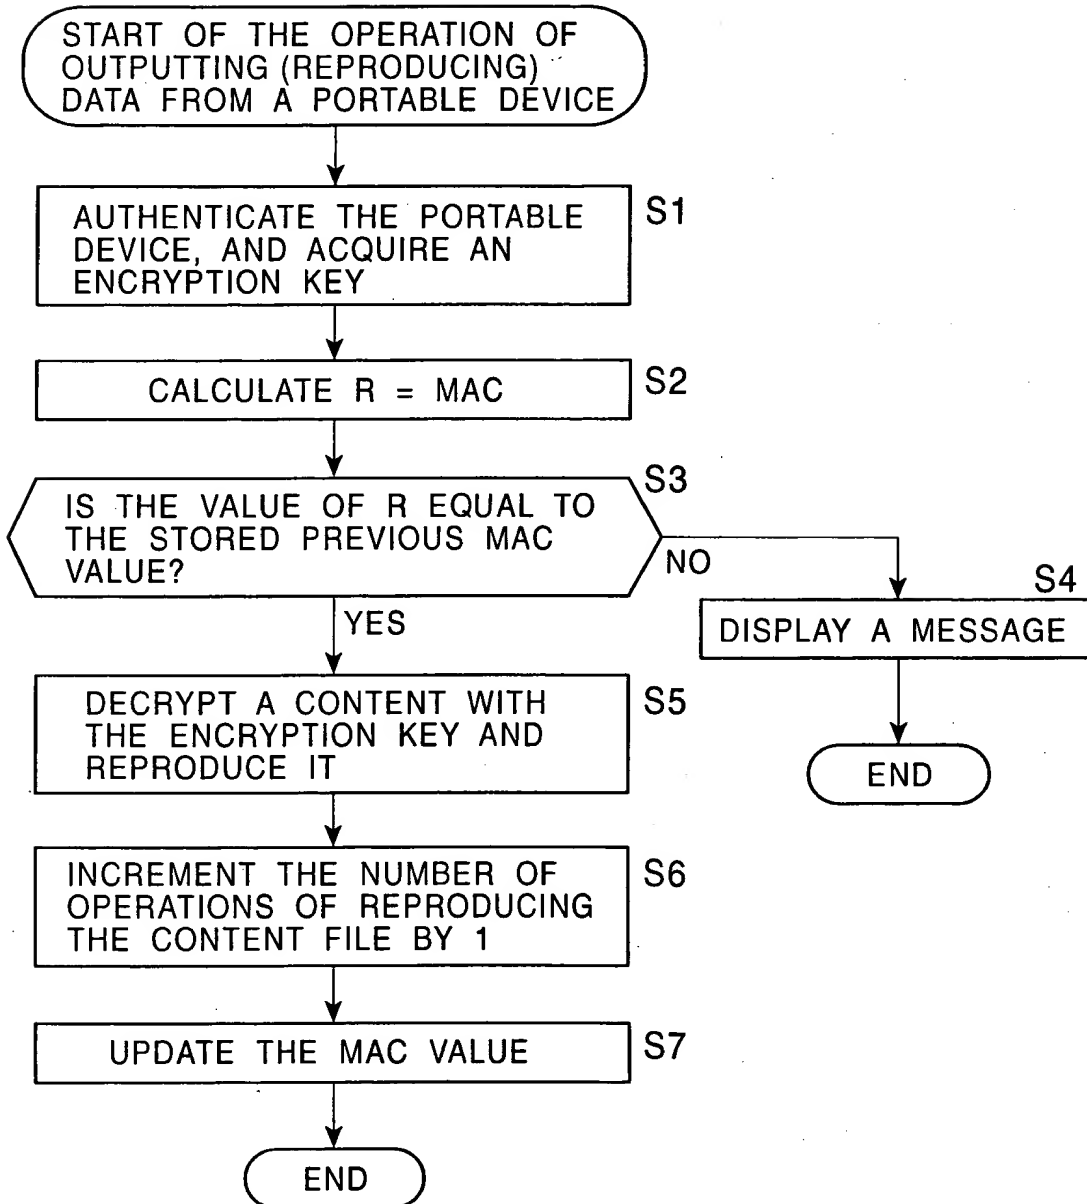 START OF THE OPERATION OF
OUTPUTTING (REPRODUCING)
DATA FROM A PORTABLE DEVICE
AUTHENTICATE THE PORTABLE
DEVICE, AND ACQUIRE AN
ENCRYPTION KEY
S1
CALCULATE R = MAC
S2
IS THE VALUE OF R EQUAL TO
THE STORED PREVIOUS MAC
VALUE?
S3
NO
YES
S4
DISPLAY A MESSAGE
END
DECRYPT A CONTENT WITH
THE ENCRYPTION KEY AND
REPRODUCE IT
S5
INCREMENT THE NUMBER OF
OPERATIONS OF REPRODUCING
THE CONTENT FILE BY 1
S6
UPDATE THE MAC VALUE
S7
END